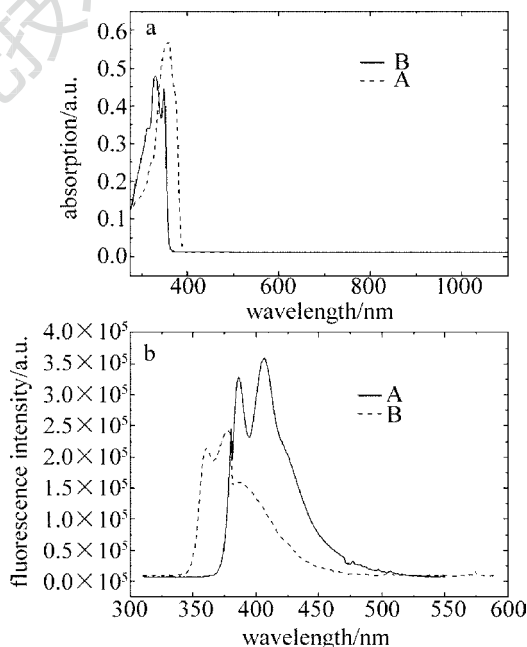 a
B
A
absorption/a.u.
0.6
0.5
0.4
0.3
0.2
0.1
0.0
400 600 800 1000
wavelength/nm
b
A
B
fluorescence intensity/a.u.
4.0×10⁵
3.5×10⁵
3.0×10⁵
2.5×10⁵
2.0×10⁵
1.5×10⁵
1.0×10⁵
0.5×10⁵
0.0×10⁵
300 350 400 450 500 550 600
wavelength/nm